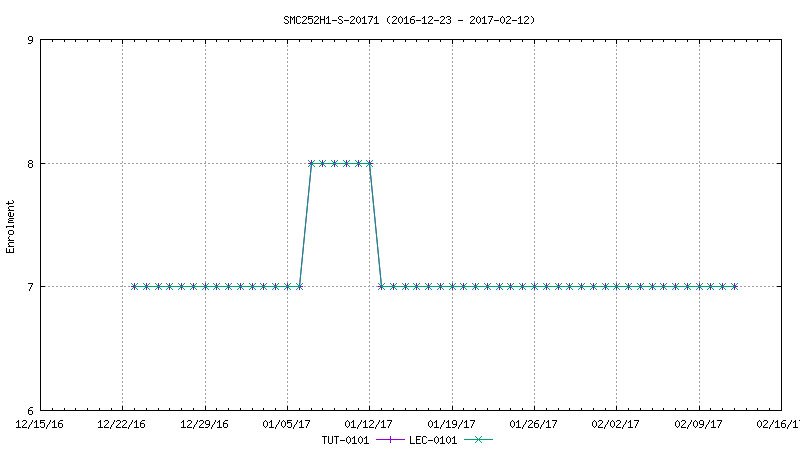 SMC252H1-S-20171 (2016-12-23 - 2017-02-12)
9
8
7
6
Enrolment
12/15/16 12/22/16 12/29/16 01/05/17 01/12/17 01/19/17 01/26/17 02/02/17 02/09/17 02/16/1
TUT-0101 LEC-0101